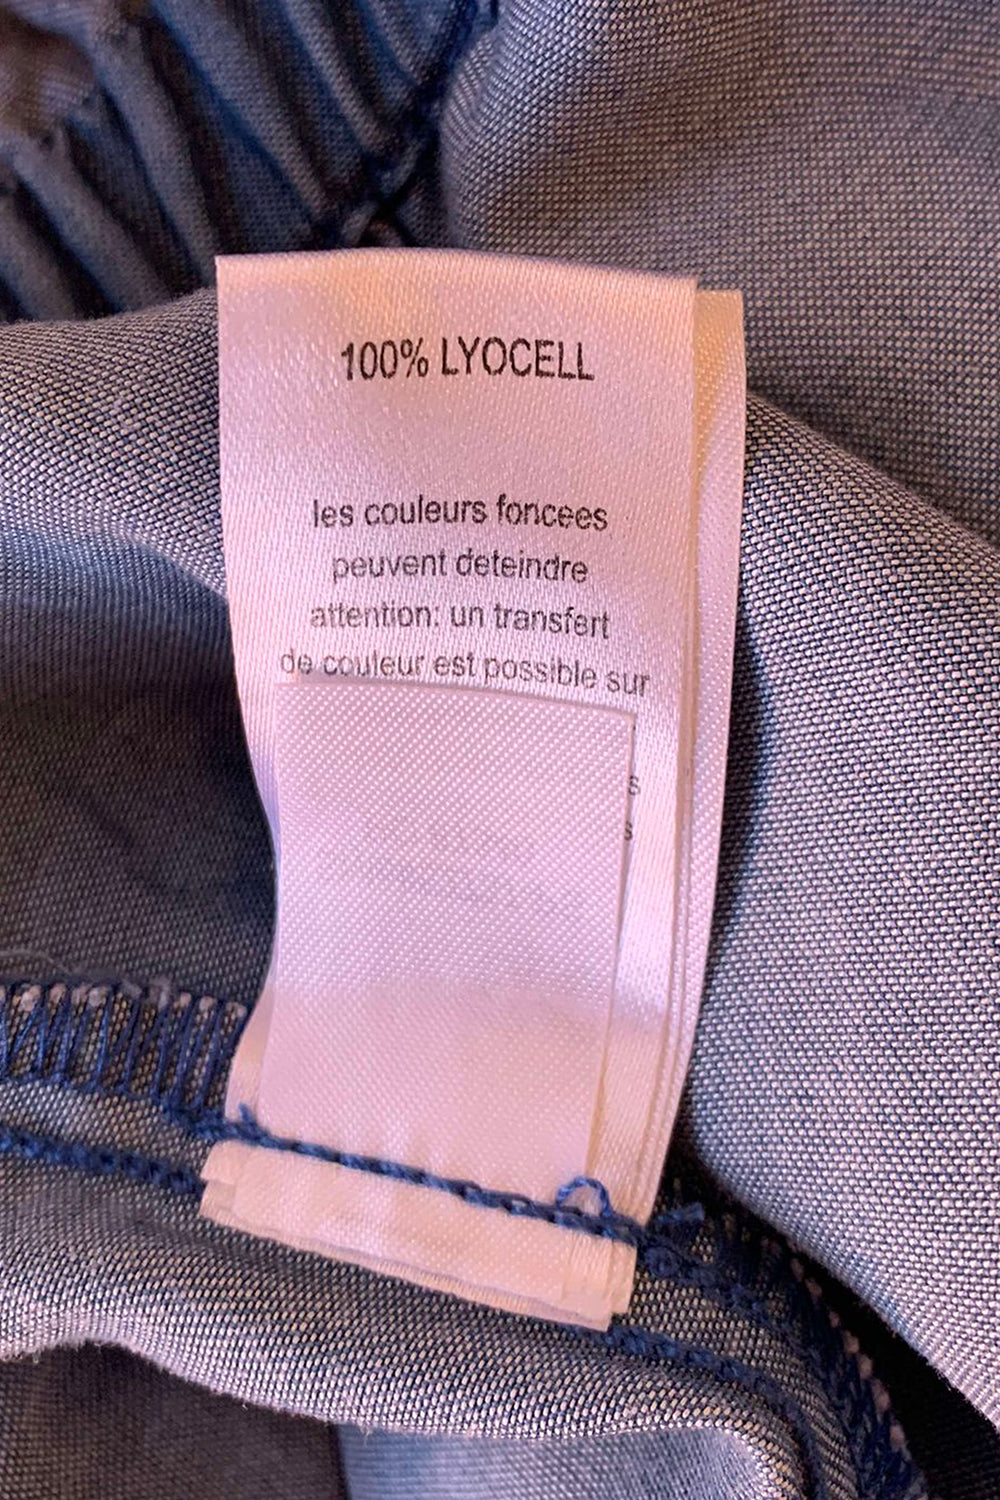 100% LYOCELL
les couleurs foncees
peuvent deteindre
attention: un transfert
de couleur est possible sur